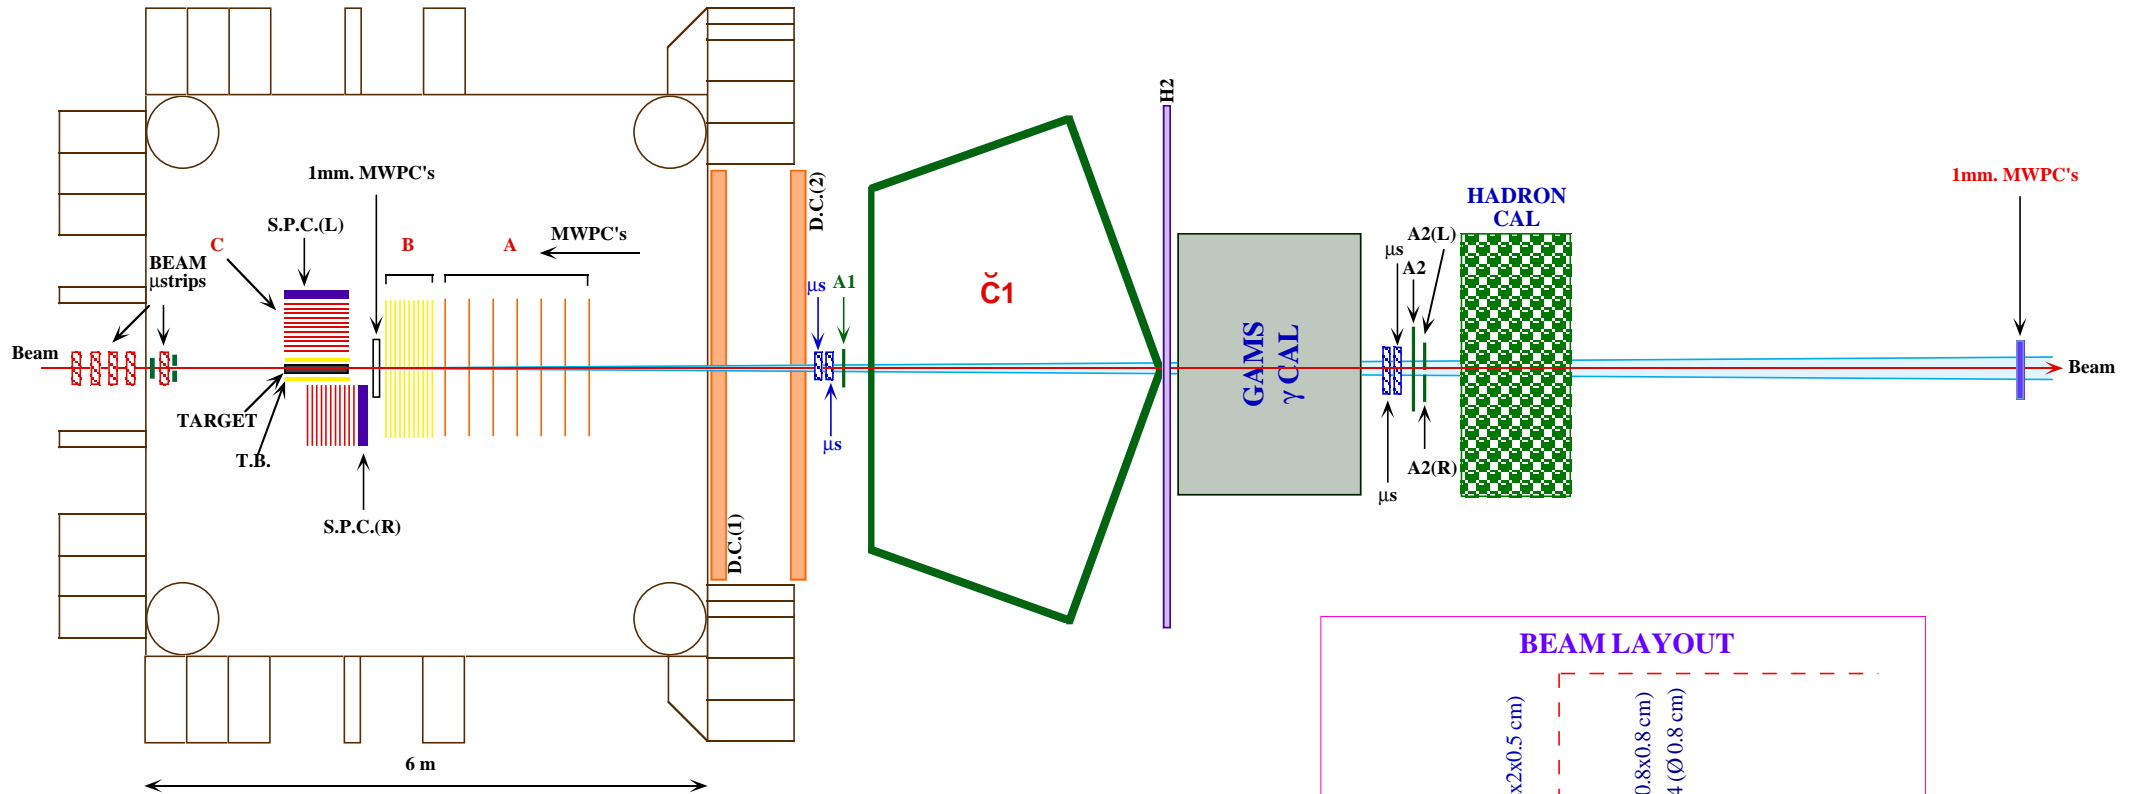 H2
1mm. MWPC's
1mm. MWPC's
D.C.(2)
HADRON
CAL
S.P.C.(L)
C
B
A
MWPC's
A2(L)
μs
A2
BEAM
μstrips
μs
A1
Č1
GAMS
γ CAL
Beam
Beam
TARGET
T.B.
μs
A2(R)
μs
S.P.C.(R)
D.C.(1)
BEAM LAYOUT
x2x0.5 cm)
0.8x0.8 cm)
4 (Ø 0.8 cm)
6 m